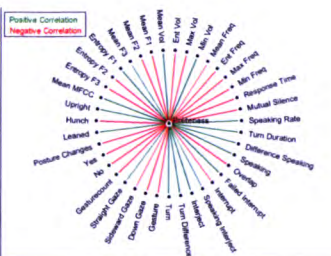 Positive Correlation
Negative Correlation
Mean Vol
Ent Vol
Max Vol
Min Vol
Mean Freq
Ent Freq
Max Freq
Min Freq
Response Time
Mutual Silence
Speaking Rate
Turn Duration
Difference Speaking
Speaking
Overlap
Failed Interrupt
Interrupt
Speaking Interject
Interject
Turn Difference
Turn
Gesture
Down Gaze
Sideward Gaze
Straight Gaze
Gesturecount
No
Yes
Posture Changes
Leaned
Hunch
Upright
Mean MFCC
Entropy F3
Entropy F2
Entropy F1
Mean F3
Mean F2
Mean F1